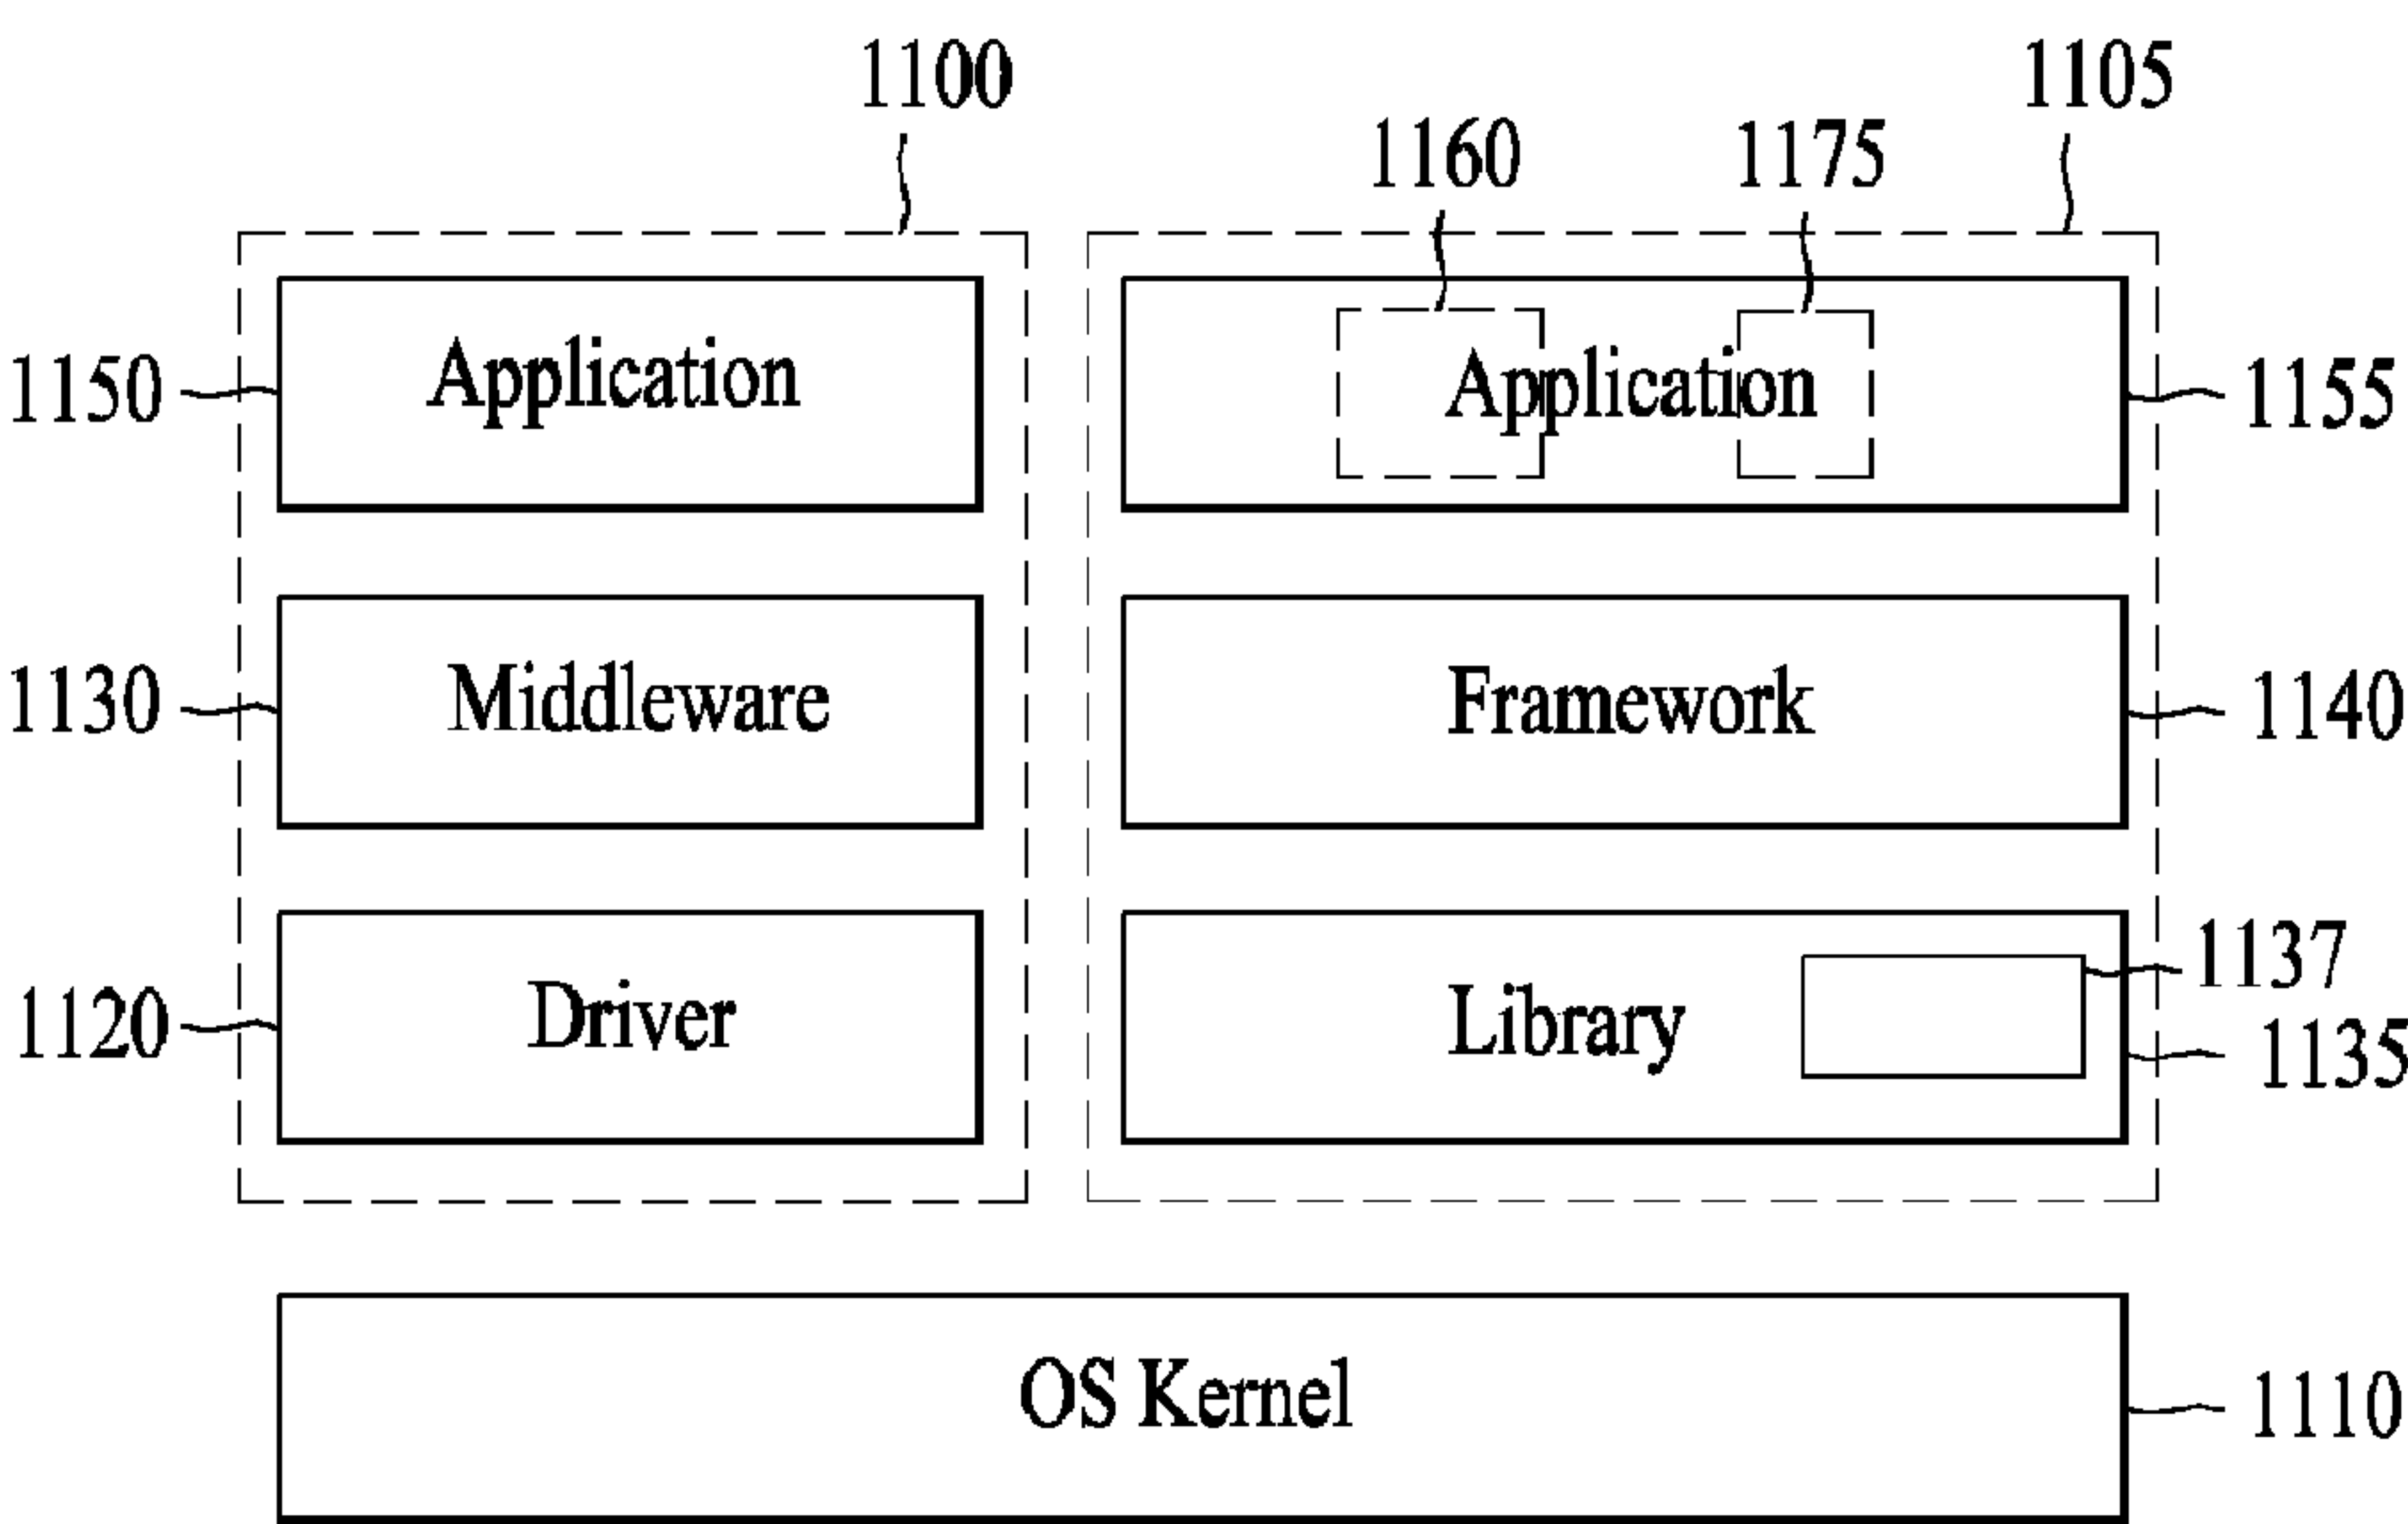 1100
1105
1160
1175
1150
Application
Application
1155
1130
Middleware
Framework
1140
1137
1120
Driver
Library
1135
OS Kernel
1110